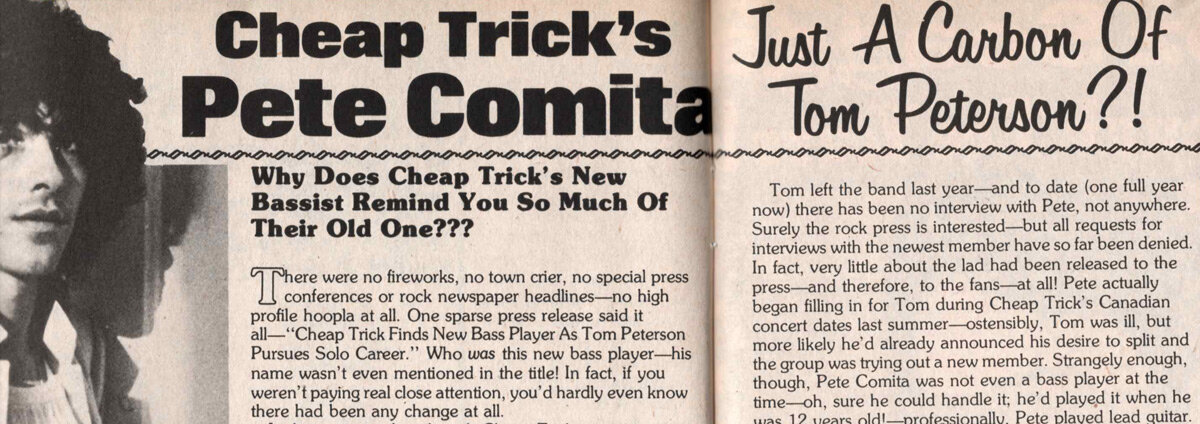 Cheap Trick's
Pete Comita
Just A Carbon Of
Tom Peterson?!
Why Does Cheap Trick's New
Bassist Remind You So Much Of
Their Old One???
There were no fireworks, no town crier, no special press
conferences or rock newspaper headlines—no high
profile hoopla at all. One sparse press release said it
all—“Cheap Trick Finds New Bass Player As Tom Peterson
Pursues Solo Career.” Who was this new bass player—his
name wasn't even mentioned in the title! In fact, if you
weren't paying real close attention, you'd hardly even know
there had been any change at all.
Tom left the band last year—and to date (one full year
now) there has been no interview with Pete, not anywhere.
Surely the rock press is interested—but all requests for
interviews with the newest member have so far been denied.
In fact, very little about the lad had been released to the
press—and therefore, to the fans—at all! Pete actually
began filling in for Tom during Cheap Trick's Canadian
concert dates last summer—ostensibly, Tom was ill, but
more likely he'd already announced his desire to split and
the group was trying out a new member. Strangely enough,
though, Pete Comita was not even a bass player at the
time—oh, sure he could handle it; he'd played it when he
was 12 years old!—professionally, Pete played lead guitar.